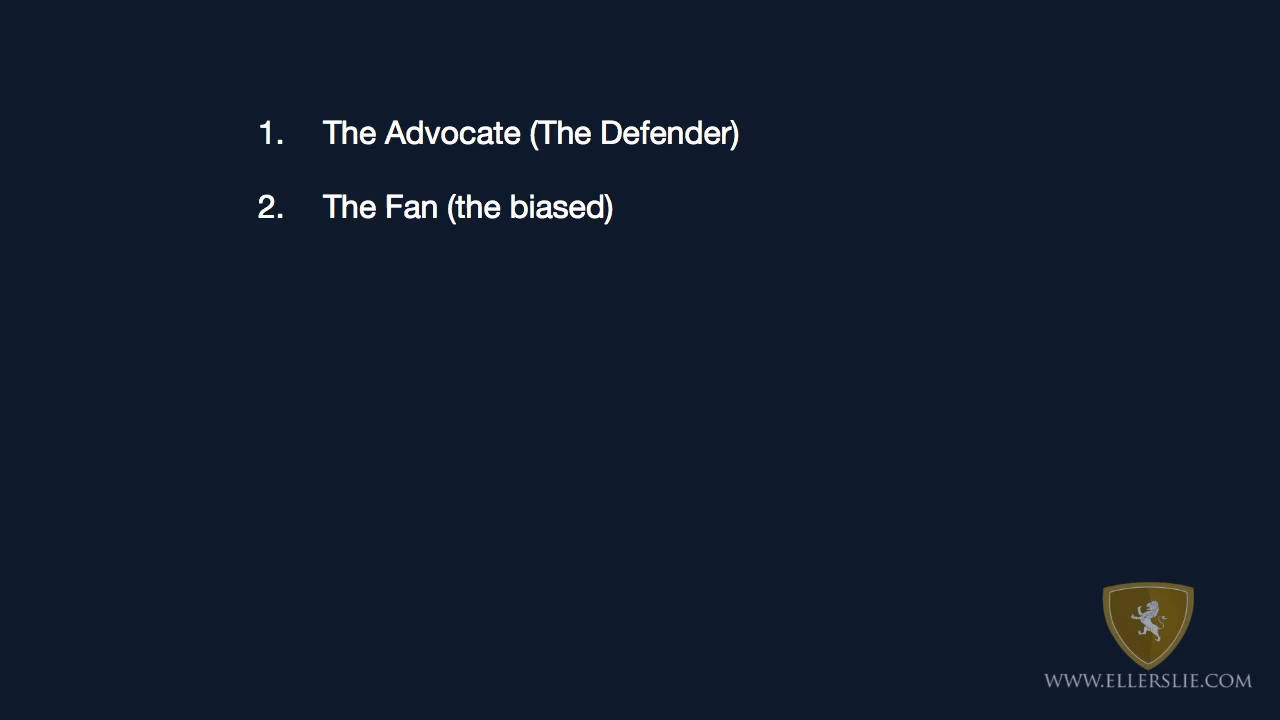 1. The Advocate (The Defender)
2. The Fan (the biased)
WWW.ELLERSLIE.COM